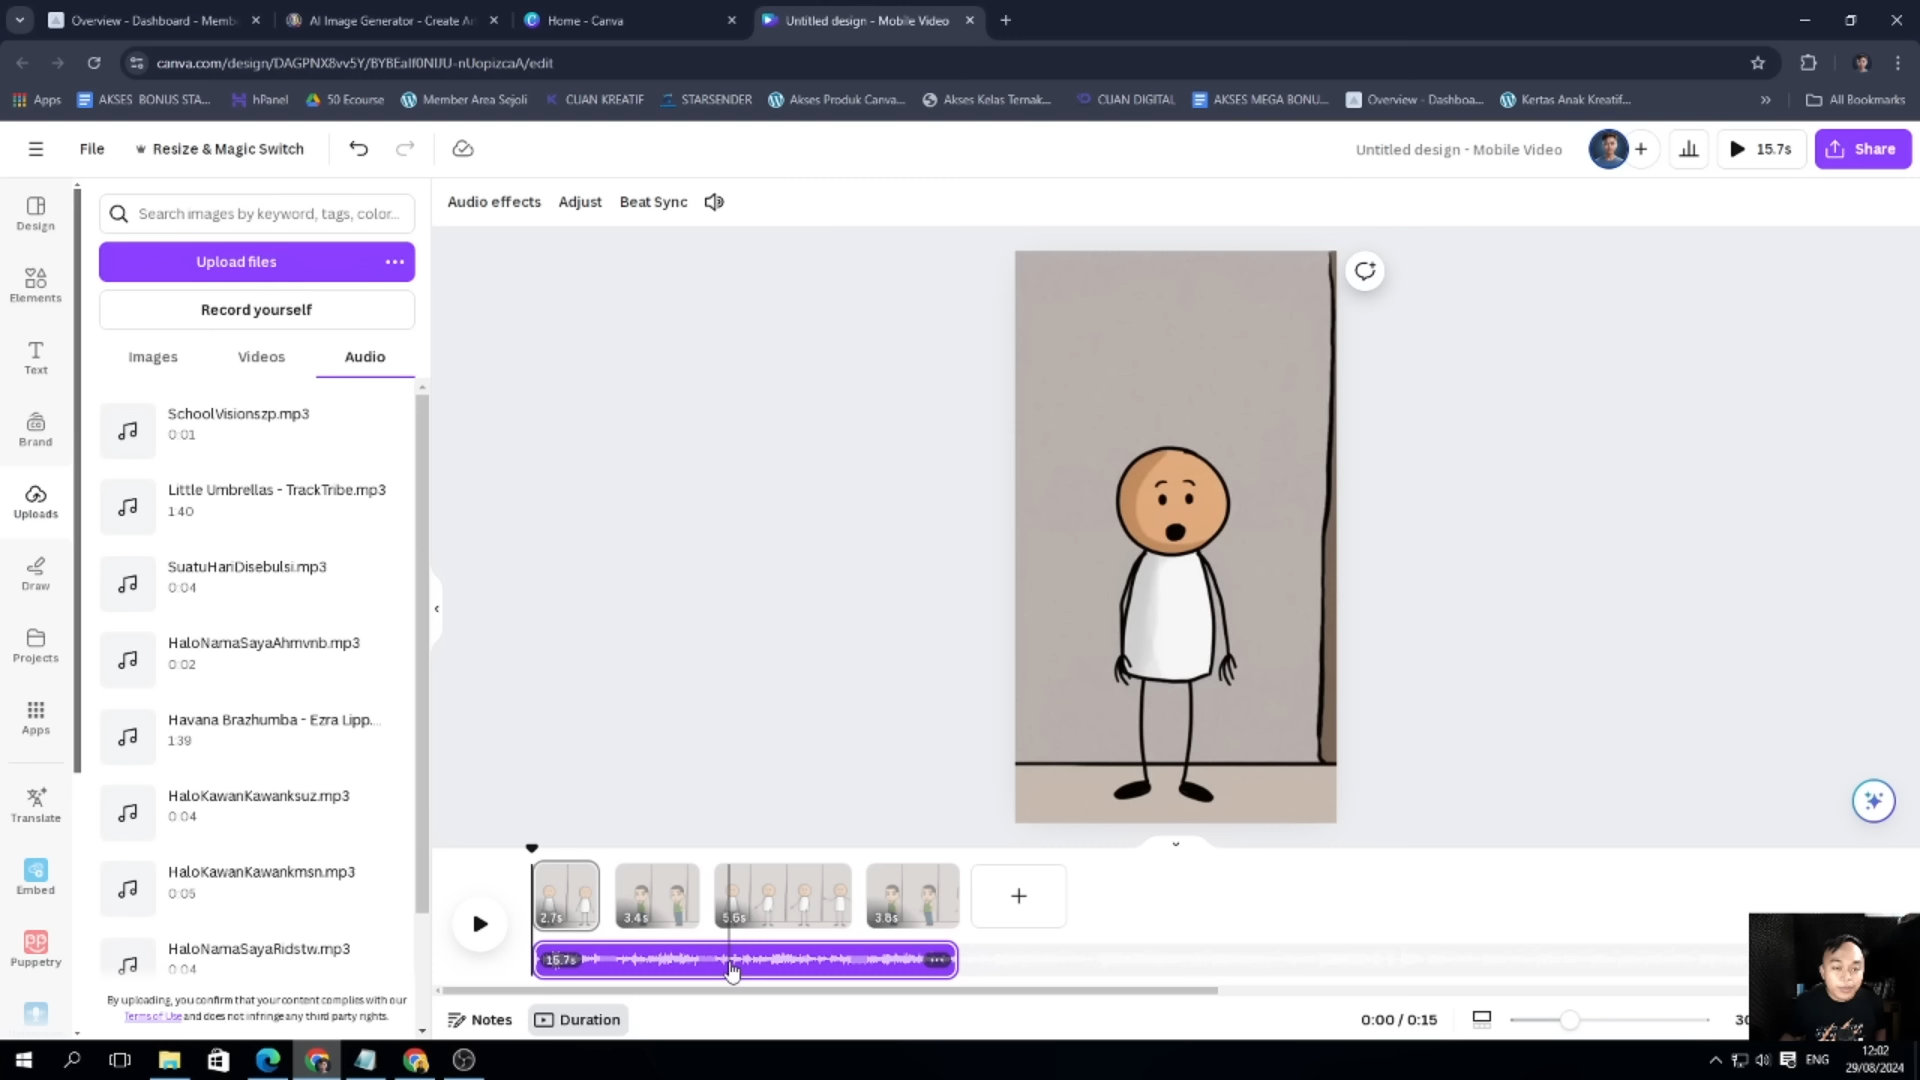 Overview - Dashboard - Memb
AI Image Generator - Create Ar
Home - Canva
Untitled design - Mobile Video
canva.com/design/DAGPNX8vv5Y/BYBEaIf0NIJU-nUopizcaA/edit
Apps
AKSES BONUS STA...
hPanel
50 Ecourse
Member Area Sejoli
CUAN KREATIF
STARSENDER
Akses Produk Canva...
Akses Kelas Ternak...
CUAN DIGITAL
AKSES MEGA BONU...
Overview - Dashboa...
Kertas Anak Kreatif...
All Bookmarks
File
Resize & Magic Switch
Untitled design - Mobile Video
15.7s
Share
Design
Elements
Text
Brand
Uploads
Draw
Projects
Apps
Translate
Embed
Puppetry
Search images by keyword, tags, color...
Upload files
Record yourself
Images
Videos
Audio
SchoolVisionszp.mp3
0:01
Little Umbrellas - TrackTribe.mp3
1:40
SuatuHariDisebulsi.mp3
0:04
HaloNamaSayaAhmvnb.mp3
0:02
Havana Brazhumba - Ezra Lipp....
1:39
HaloKawanKawanksuz.mp3
0:04
HaloKawanKawankmsn.mp3
0:05
HaloNamaSayaRidstw.mp3
0:04
By uploading, you confirm that your content complies with our
Terms of Use and does not infringe any third party rights.
Audio effects
Adjust
Beat Sync
2.7s
3.4s
5.6s
3.8s
15.7s
Notes
Duration
0:00 / 0:15
ENG
12:02
29/08/2024